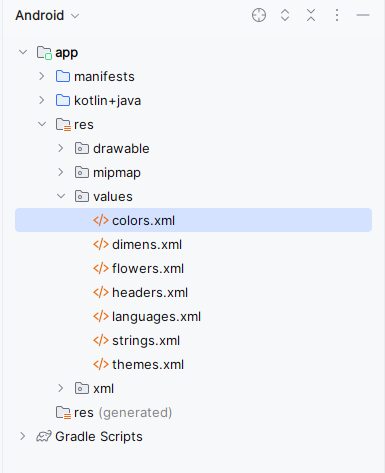 Android
app
manifests
kotlin+java
res
drawable
mipmap
values
</> colors.xml
</> dimens.xml
</> flowers.xml
</> headers.xml
</> languages.xml
</> strings.xml
</> themes.xml
xml
res (generated)
Gradle Scripts